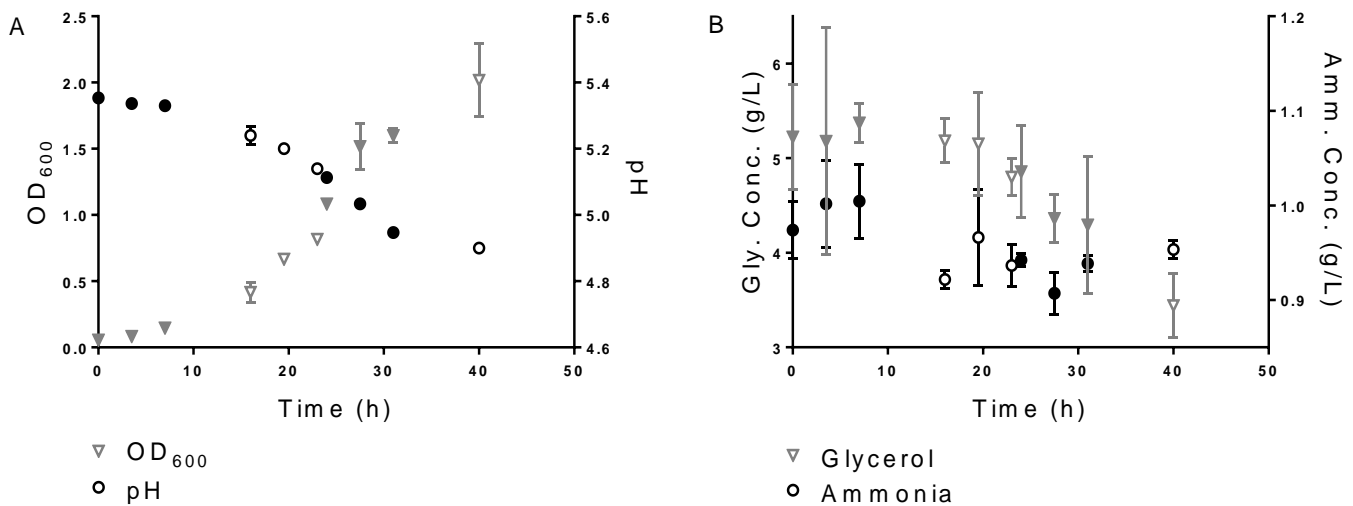 A
2.5
2.0
1.5
1.0
0.5
0.0
OD600
5.6
5.4
5.2
5.0
4.8
4.6
pH
0 10 20 30 40 50
Time (h)
OD600
pH
B
6
5
4
3
Gly. Conc. (g/L)
1.2
1.1
1.0
0.9
Amm. Conc. (g/L)
0 10 20 30 40 50
Time (h)
Glycerol
Ammonia